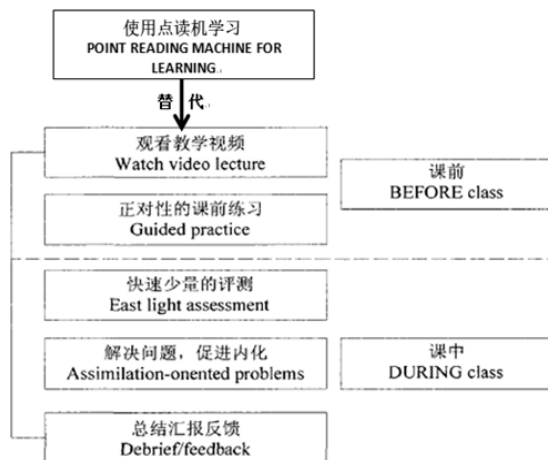 使用点读机学习
POINT READING MACHINE FOR
LEARNING.
替 代
观看教学视频
Watch video lecture
课前
BEFORE class
正对性的课前练习
Guided practice
快速少量的评测
East light assessment
解决问题，促进内化
Assimilation-onented problems
课中
DURING class
总结汇报反馈
Debrief/feedback